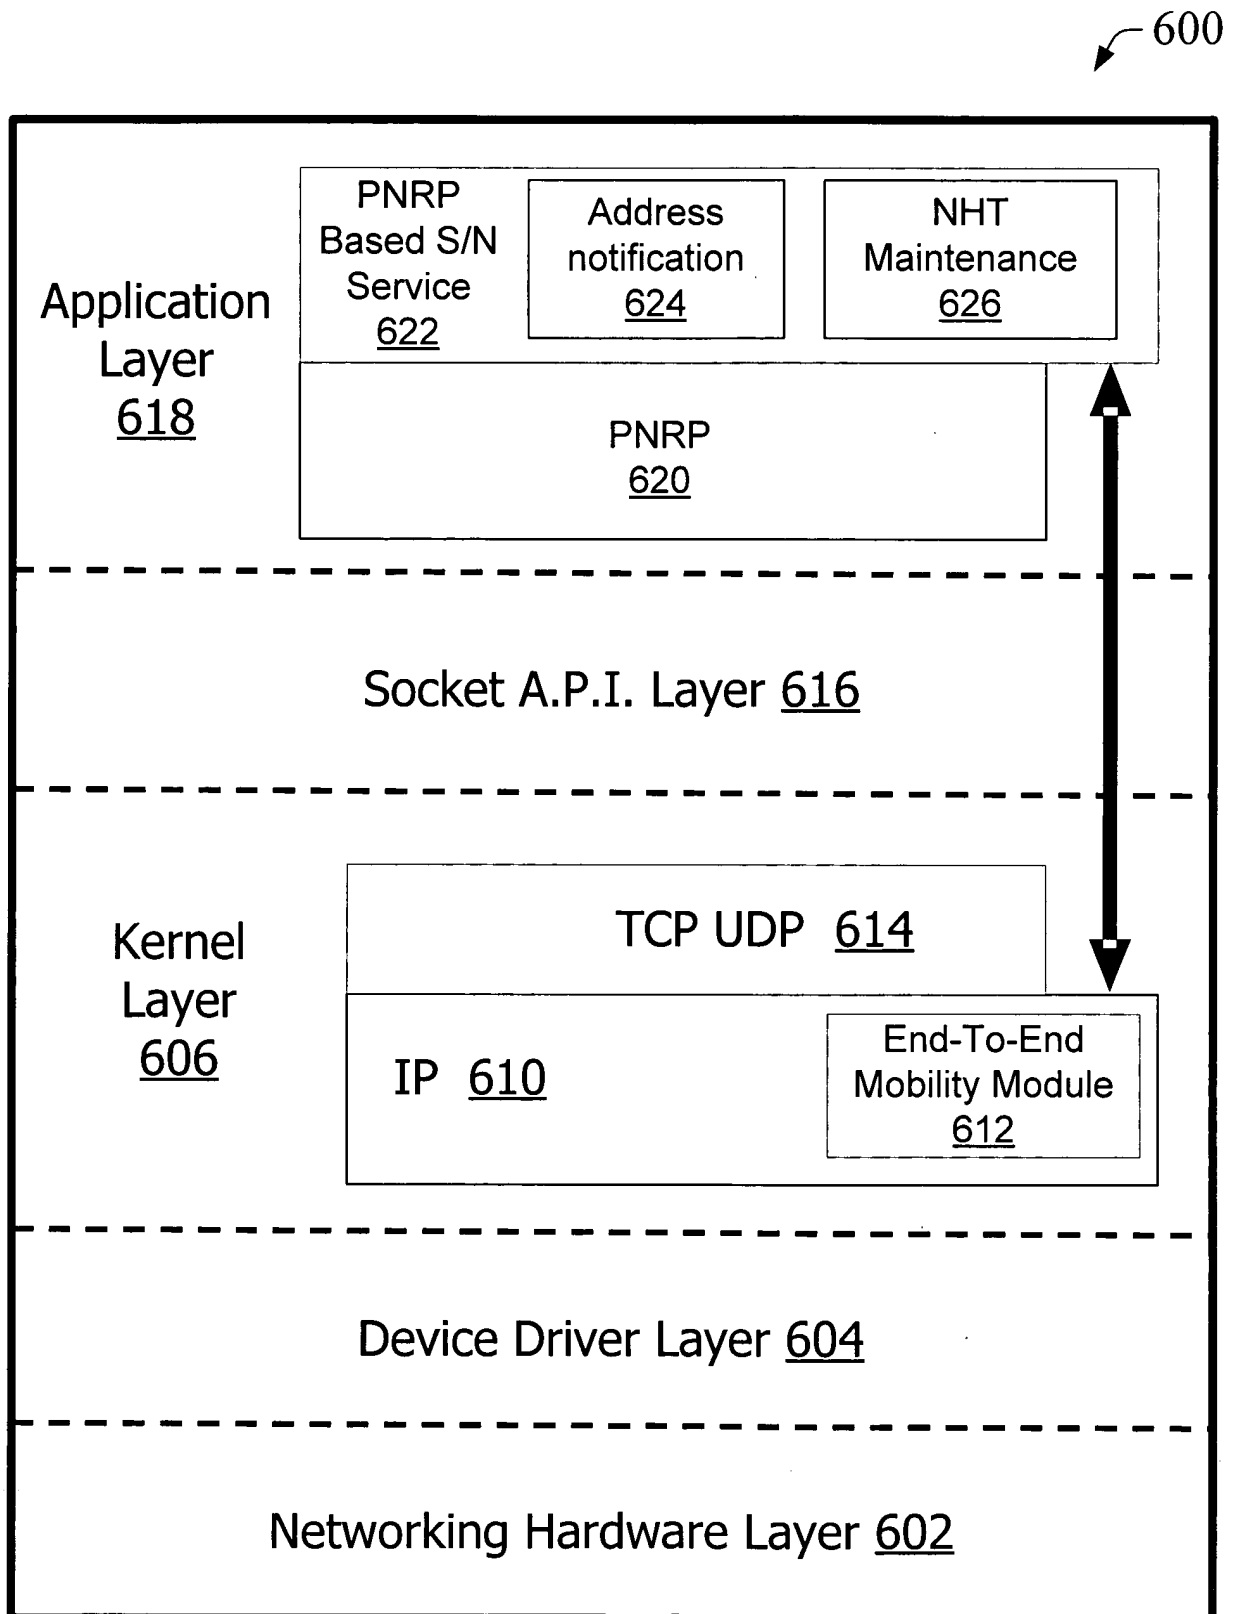 600
Application
Layer
618
PNRP
Based S/N
Service
622
Address
notification
624
NHT
Maintenance
626
PNRP
620
Socket A.P.I. Layer 616
Kernel
Layer
606
TCP UDP 614
IP 610
End-To-End
Mobility Module
612
Device Driver Layer 604
Networking Hardware Layer 602